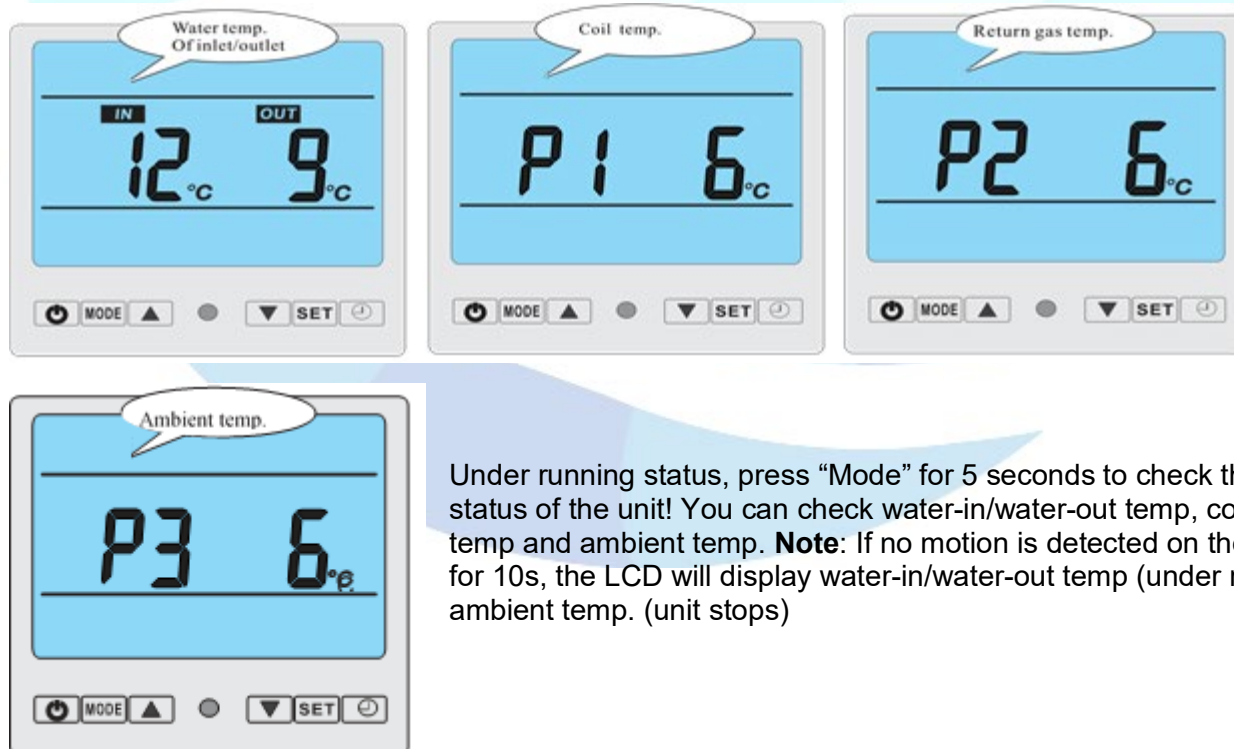 Water temp.
Of inlet/outlet
IN OUT
12 °C 9 °C
MODE SET
Coil temp.
P1 6 °C
MODE SET
Return gas temp.
P2 6 °C
MODE SET
Ambient temp.
P3 6 °C
MODE SET
Under running status, press “Mode” for 5 seconds to check
status of the unit! You can check water-in/water-out temp,
temp and ambient temp. Note: If no motion is detected on
for 10s, the LCD will display water-in/water-out temp (under
ambient temp. (unit stops)